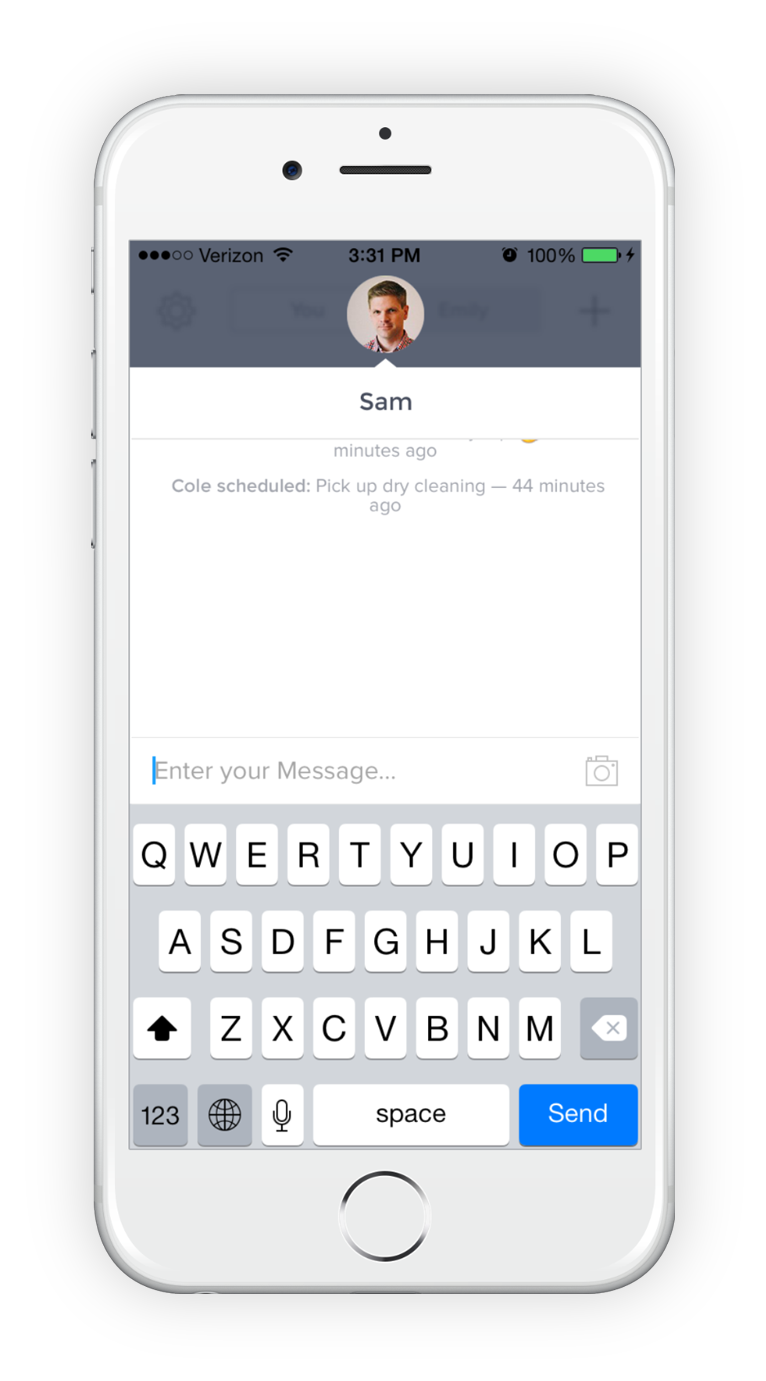 Verizon 3:31 PM 100%
You Emily
Sam
minutes ago
Cole scheduled: Pick up dry cleaning — 44 minutes
ago
Enter your Message...
Q W E R T Y U I O P
A S D F G H J K L
Z X C V B N M
123 space Send